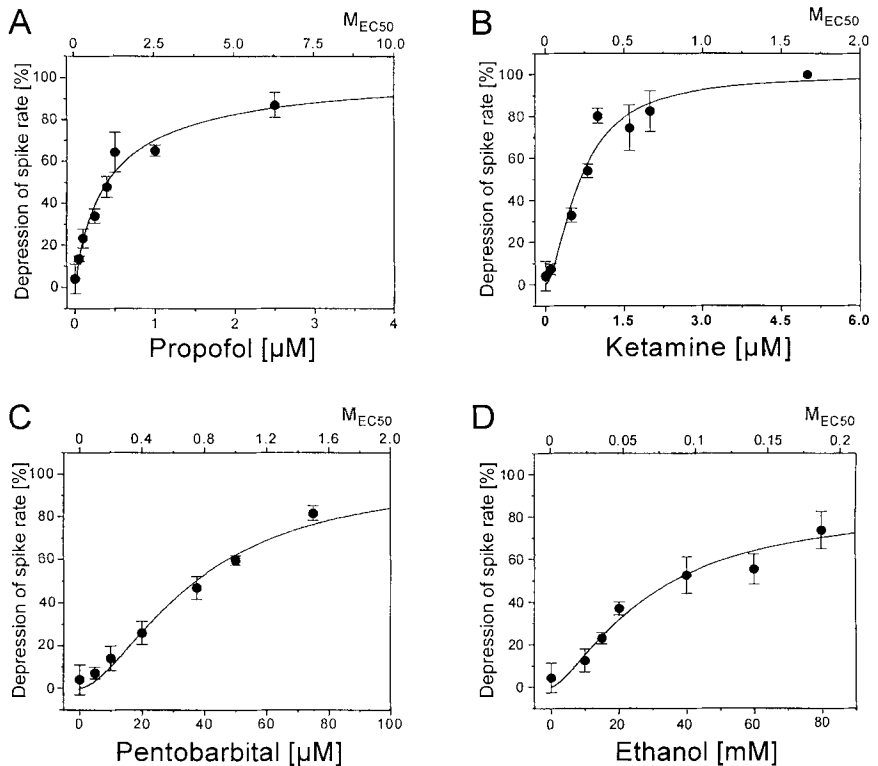 A
M_EC50
0 2.5 5.0 7.5 10.0
Depression of spike rate [%]
100
80
60
40
20
0
0 1 2 3 4
Propofol [µM]
B
M_EC50
0 0.5 1.0 1.5 2.0
Depression of spike rate [%]
100
80
60
40
20
0
0 1.5 3.0 4.5 6.0
Ketamine [µM]
C
M_EC50
0 0.4 0.8 1.2 1.6 2.0
Depression of spike rate [%]
100
80
60
40
20
0
0 20 40 60 80 100
Pentobarbital [µM]
D
M_EC50
0 0.05 0.1 0.15 0.2
Depression of spike rate [%]
100
80
60
40
20
0
0 20 40 60 80
Ethanol [mM]